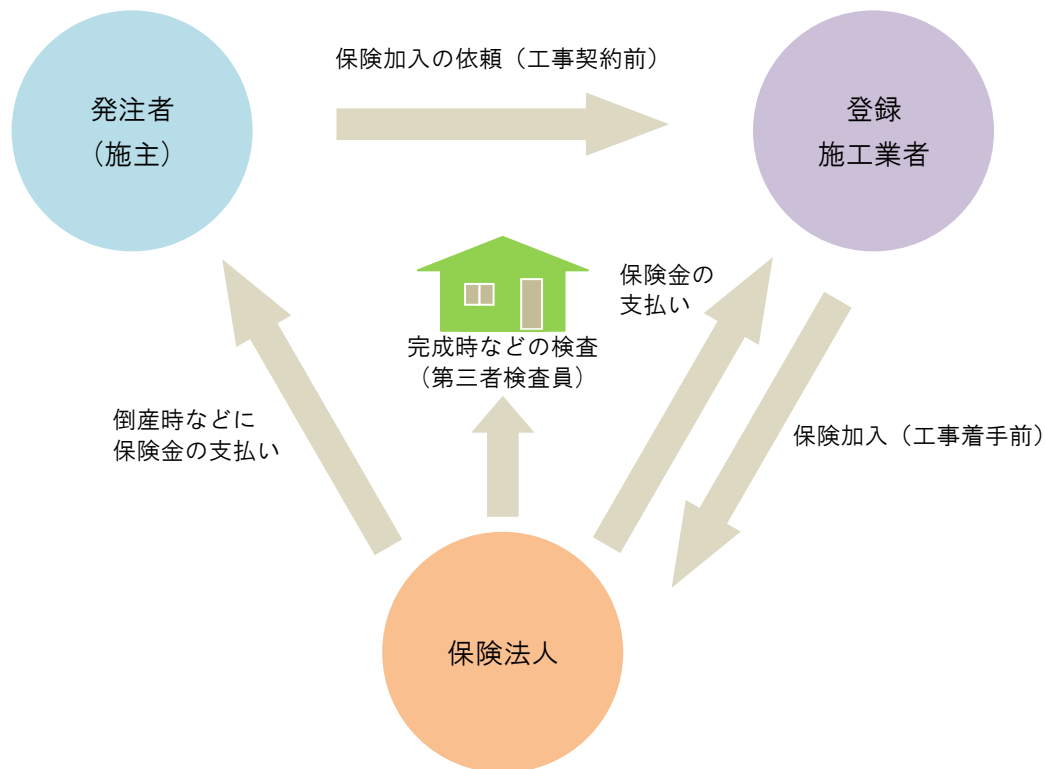 保険加入の依頼（工事契約前）
発注者
（施主）
登録
施工業者
保険金の
支払い
完成時などの検査
（第三者検査員）
倒産時などに
保険金の支払い
保険加入（工事着手前）
保険法人